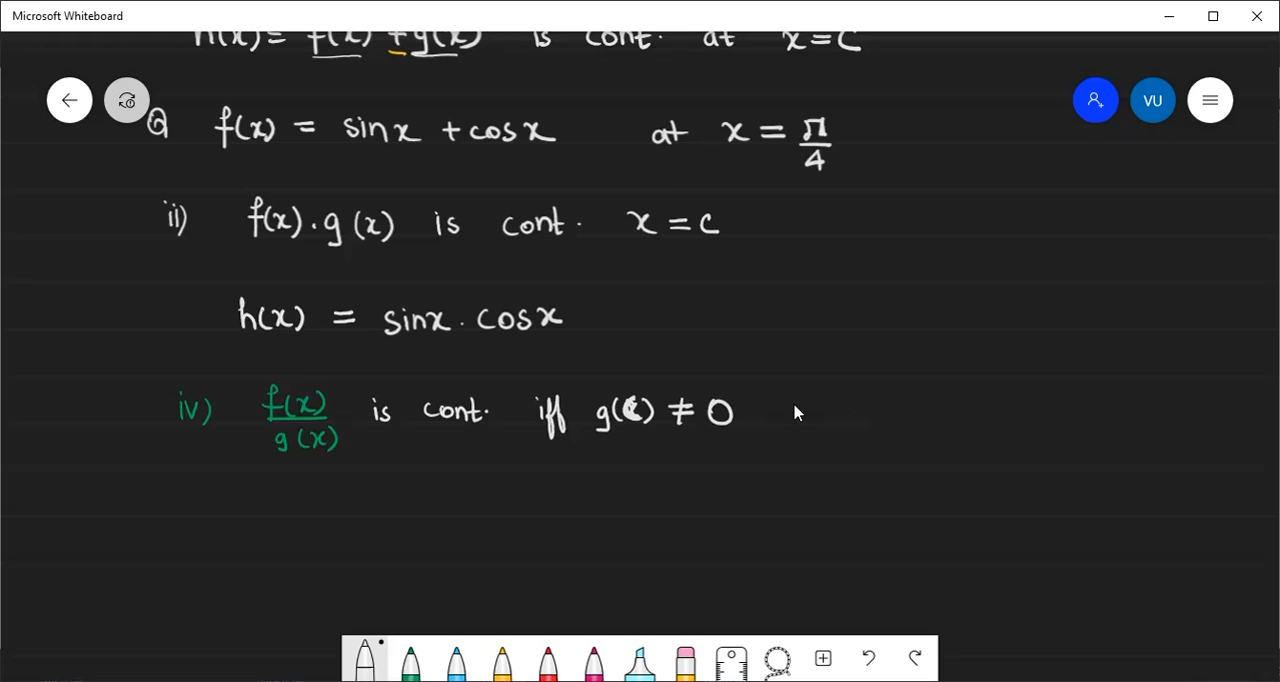 Microsoft Whiteboard
h(x) = f(x) + g(x) is cont. at x = c
VU
Q f(x) = sinx + cosx at x = π/4
ii) f(x) . g(x) is cont. x = c
h(x) = sinx . cosx
iv) f(x)/g(x) is cont. iff g(c) ≠ 0